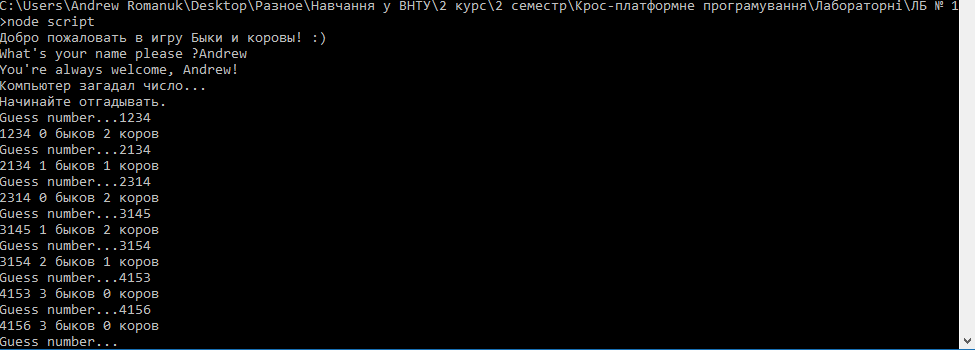 C:\Users\Andrew Romanuk\Desktop\Разное\Навчання у ВНТУ\2 курс\2 семестр\Крос-платформне програмування\Лабораторні\ЛБ № 1
>node script
Добро пожаловать в игру Быки и коровы! :)
What's your name please ?Andrew
You're always welcome, Andrew!
Компьютер загадал число...
Начинайте отгадывать.
Guess number...1234
1234 0 быков 2 коров
Guess number...2134
2134 1 быков 1 коров
Guess number...2314
2314 0 быков 2 коров
Guess number...3145
3145 1 быков 2 коров
Guess number...3154
3154 2 быков 1 коров
Guess number...4153
4153 3 быков 0 коров
Guess number...4156
4156 3 быков 0 коров
Guess number...